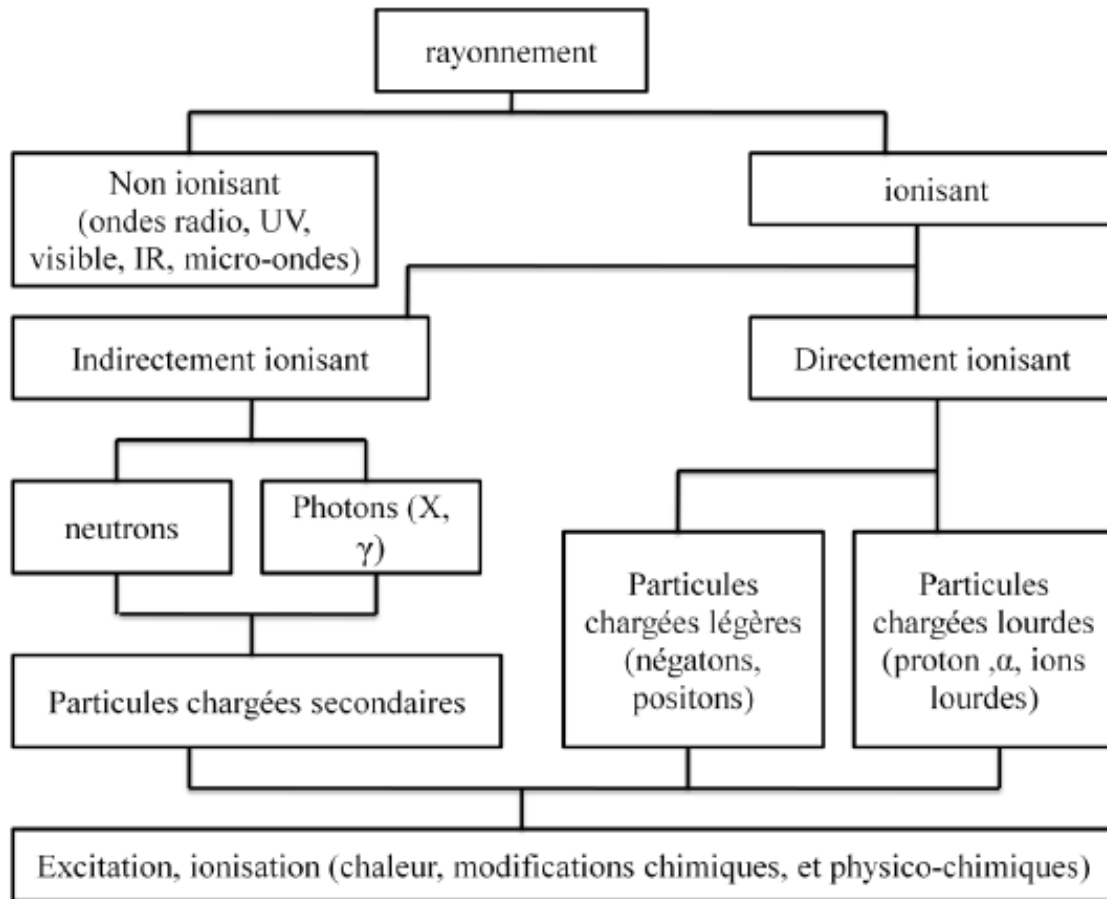 rayonnement
Non ionisant
(ondes radio, UV,
visible, IR, micro-ondes)
ionisant
Indirectement ionisant
Directement ionisant
neutrons
Photons (X,
γ)
Particules
chargées légères
(négatons,
positons)
Particules
chargées lourdes
(proton ,α, ions
lourdes)
Particules chargées secondaires
Excitation, ionisation (chaleur, modifications chimiques, et physico-chimiques)